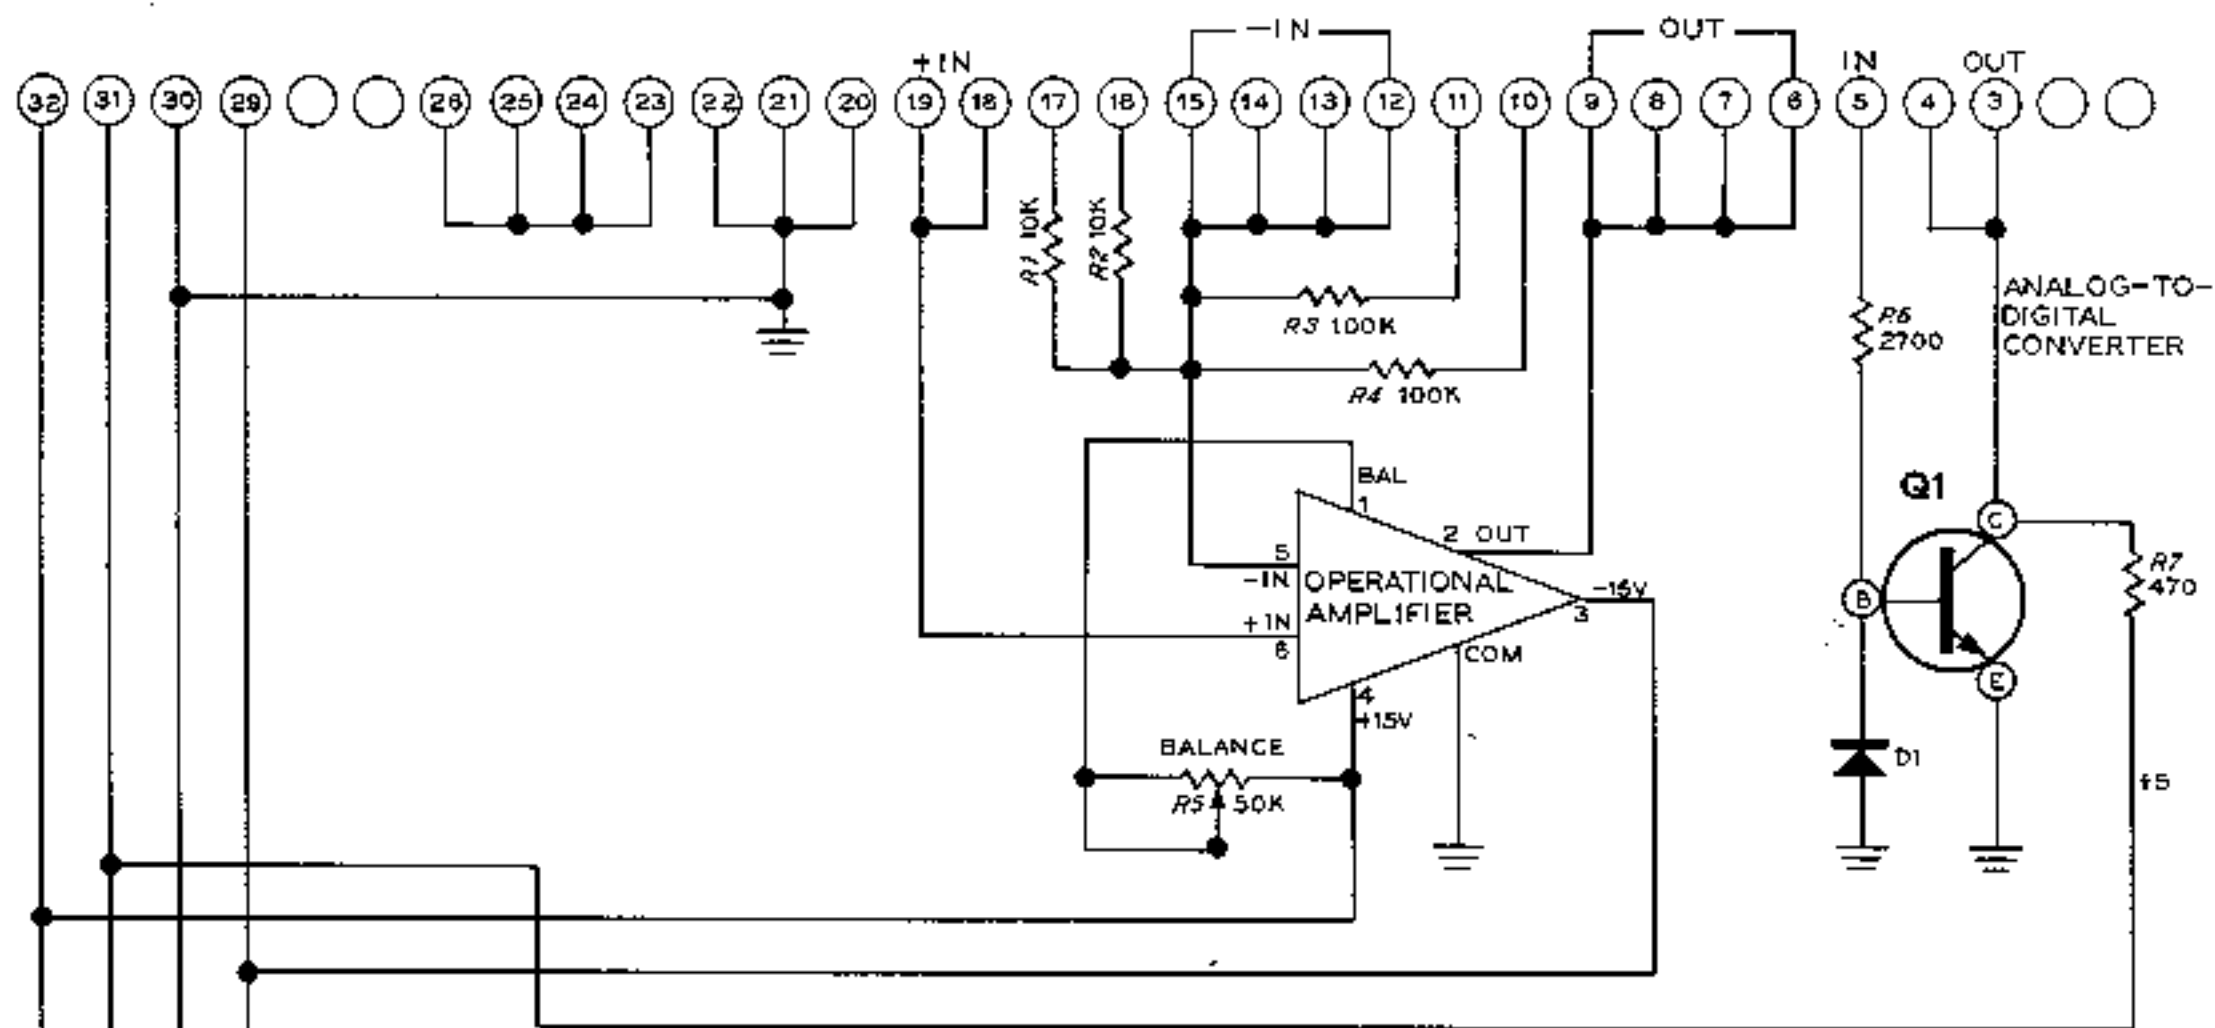 -IN
OUT
+IN
IN
OUT
32 31 30 29 26 25 24 23 22 21 20 19 18 17 16 15 14 13 12 11 10 9 8 7 6 5 4 3
R1 10K
R2 10K
R3 100K
R4 100K
R6
2700
ANALOG-TO-
DIGITAL
CONVERTER
BAL
1
Q1
C
2 OUT
5
-IN
OPERATIONAL
AMPLIFIER
-15V
3
B
R7
470
+IN
6
COM
E
4
+15V
BALANCE
R5 50K
D1
+5